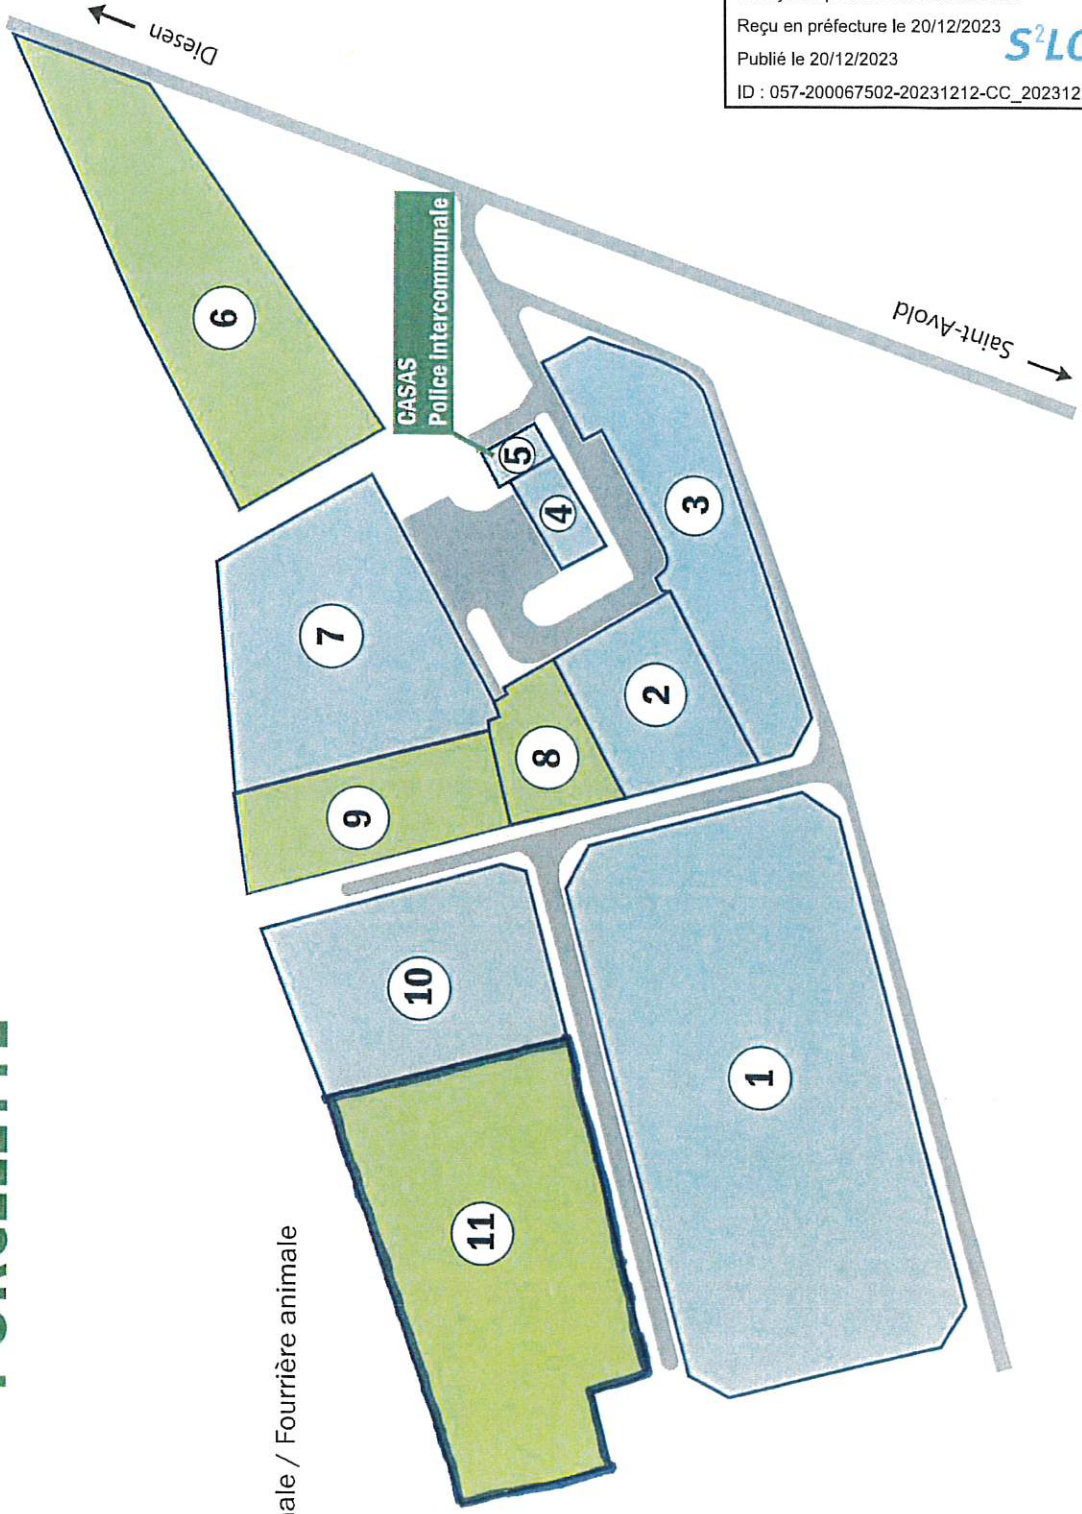 Reçu en préfecture le 20/12/2023
Publié le 20/12/2023
S²LO
ID : 057-200067502-20231212-CC_202312
Diesen
Saint-Avold
CASAS
Police Intercommunale
6
7
5
4
3
2
8
9
10
1
11
/ Fourrière animale